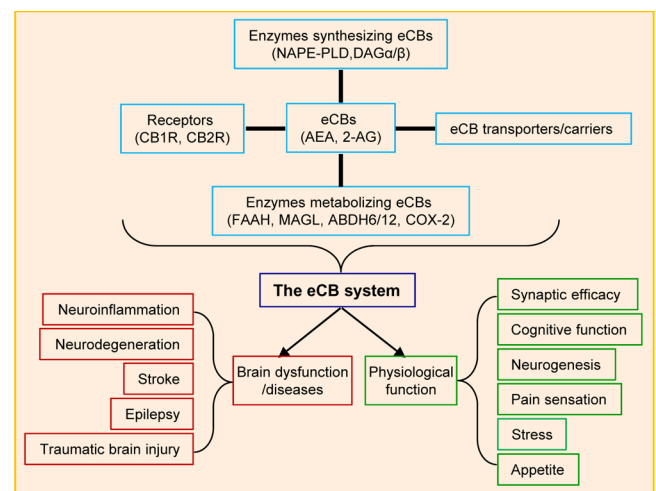 Enzymes synthesizing eCBs
(NAPE-PLD,DAGα/β)
Receptors
(CB1R, CB2R)
eCBs
(AEA, 2-AG)
eCB transporters/carriers
Enzymes metabolizing eCBs
(FAAH, MAGL, ABDH6/12, COX-2)
The eCB system
Neuroinflammation
Neurodegeneration
Stroke
Epilepsy
Traumatic brain injury
Brain dysfunction
/diseases
Physiological
function
Synaptic efficacy
Cognitive function
Neurogenesis
Pain sensation
Stress
Appetite